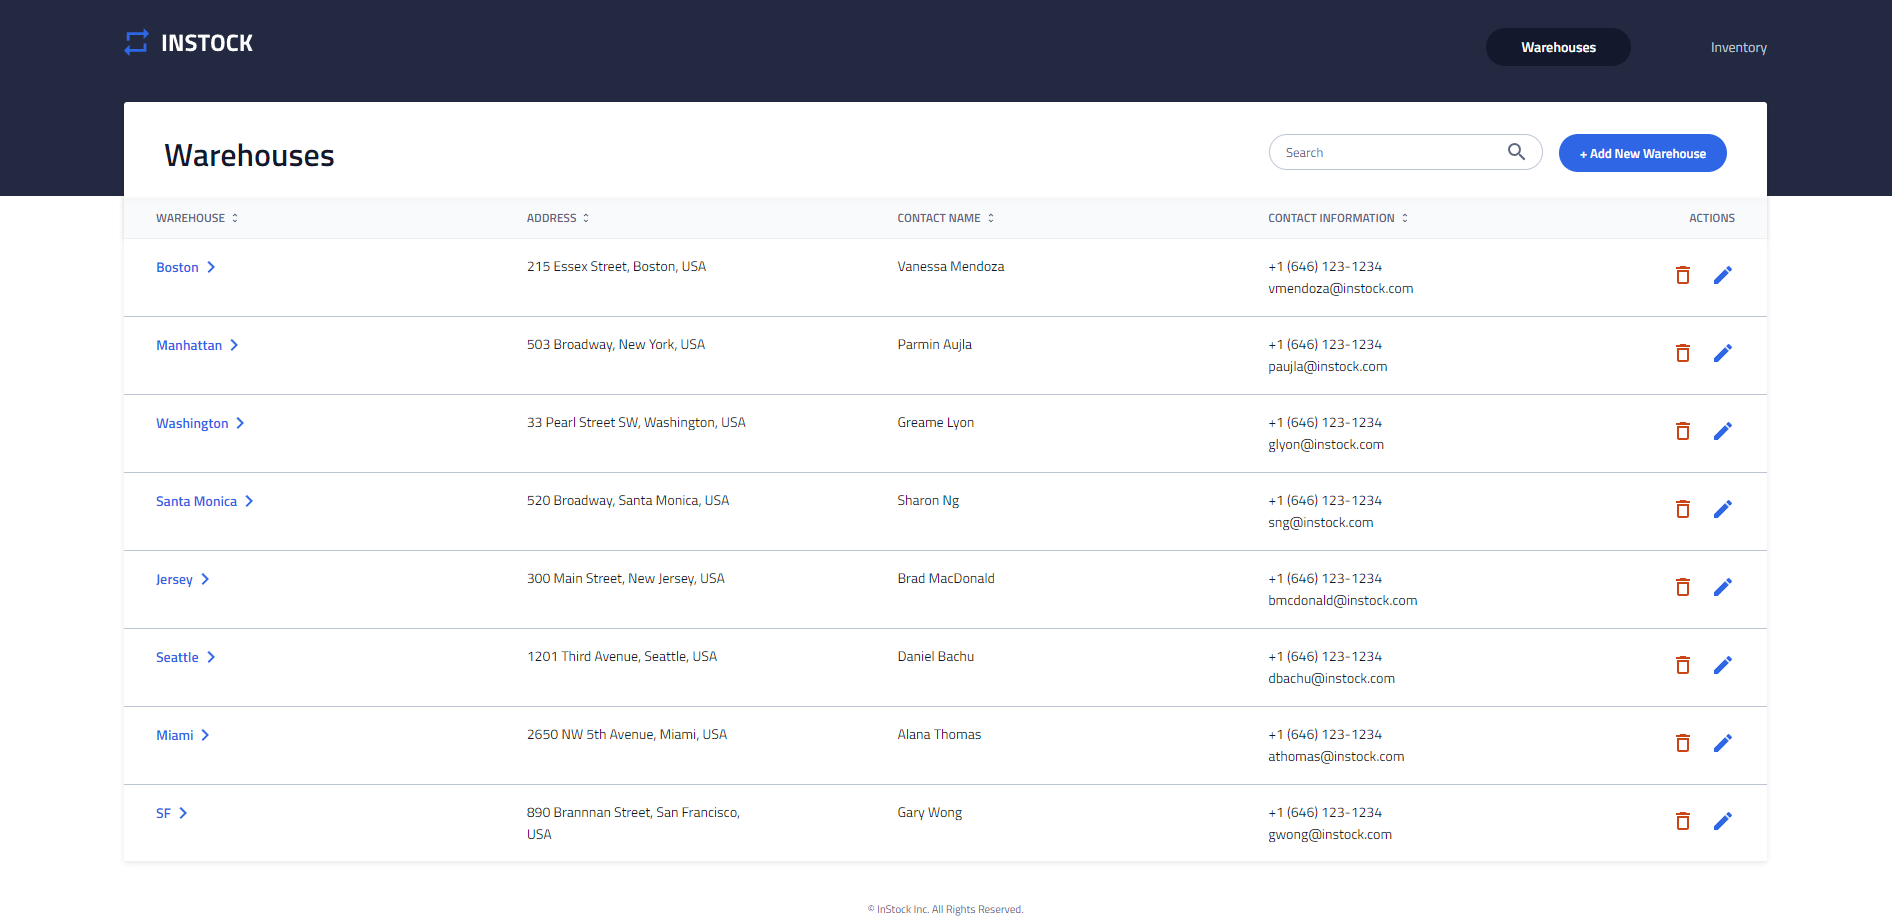 INSTOCK
Warehouses
Inventory
Warehouses
Search
+ Add New Warehouse
WAREHOUSE ADDRESS CONTACT NAME CONTACT INFORMATION ACTIONS
Boston 215 Essex Street, Boston, USA Vanessa Mendoza +1 (646) 123-1234
vmendoza@instock.com
Manhattan 503 Broadway, New York, USA Parmin Aujla +1 (646) 123-1234
paujla@instock.com
Washington 33 Pearl Street SW, Washington, USA Greame Lyon +1 (646) 123-1234
glyon@instock.com
Santa Monica 520 Broadway, Santa Monica, USA Sharon Ng +1 (646) 123-1234
sng@instock.com
Jersey 300 Main Street, New Jersey, USA Brad MacDonald +1 (646) 123-1234
bmcdonald@instock.com
Seattle 1201 Third Avenue, Seattle, USA Daniel Bachu +1 (646) 123-1234
dbachu@instock.com
Miami 2650 NW 5th Avenue, Miami, USA Alana Thomas +1 (646) 123-1234
athomas@instock.com
SF 890 Brannnan Street, San Francisco, Gary Wong +1 (646) 123-1234
USA gwong@instock.com
© InStock Inc. All Rights Reserved.